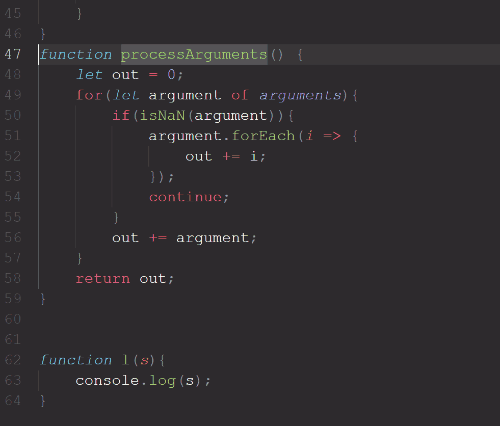 45         }
46 }
47 function processArguments() {
48     let out = 0;
49     for(let argument of arguments){
50         if(isNaN(argument)){
51             argument.forEach(i => {
52                 out += i;
53             });
54             continue;
55         }
56         out += argument;
57     }
58     return out;
59 }
60
61
62 function l(s){
63     console.log(s);
64 }